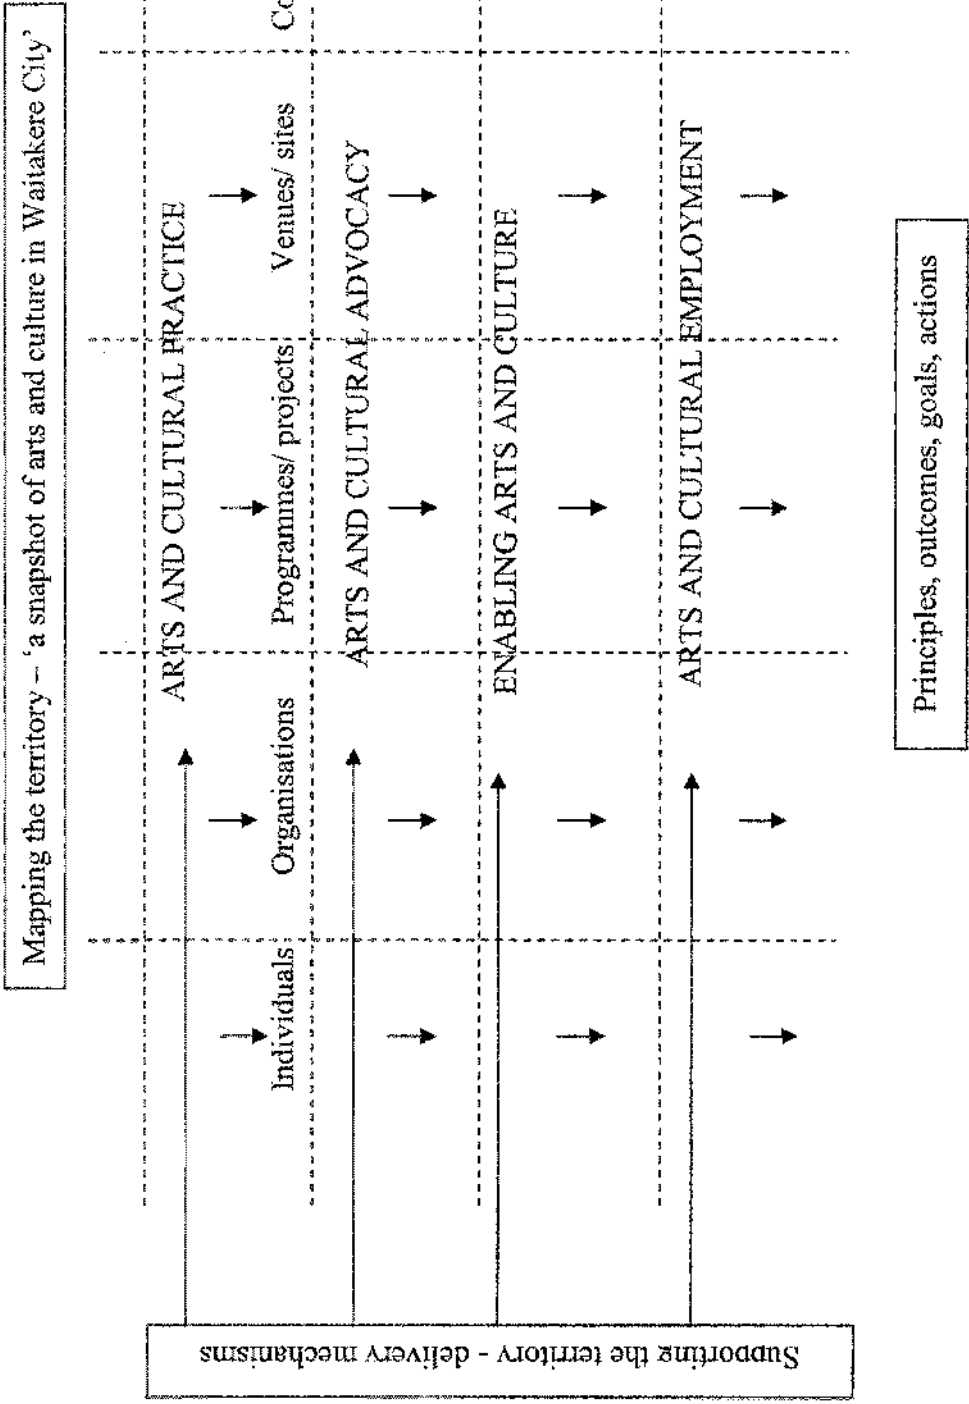 Mapping the territory – ‘a snapshot of arts and culture in Waitakere City’
ARTS AND CULTURAL PRACTICE
Individuals
Organisations
Programmes/ projects
Venues/ sites
Co
ARTS AND CULTURAL ADVOCACY
ENABLING ARTS AND CULTURE
ARTS AND CULTURAL EMPLOYMENT
Supporting the territory - delivery mechanisms
Principles, outcomes, goals, actions